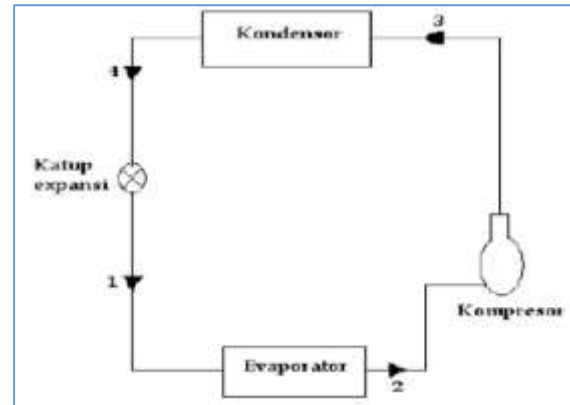 Kondensor
3
4
Katup
expansi
1
Kompresor
Evaporator
2